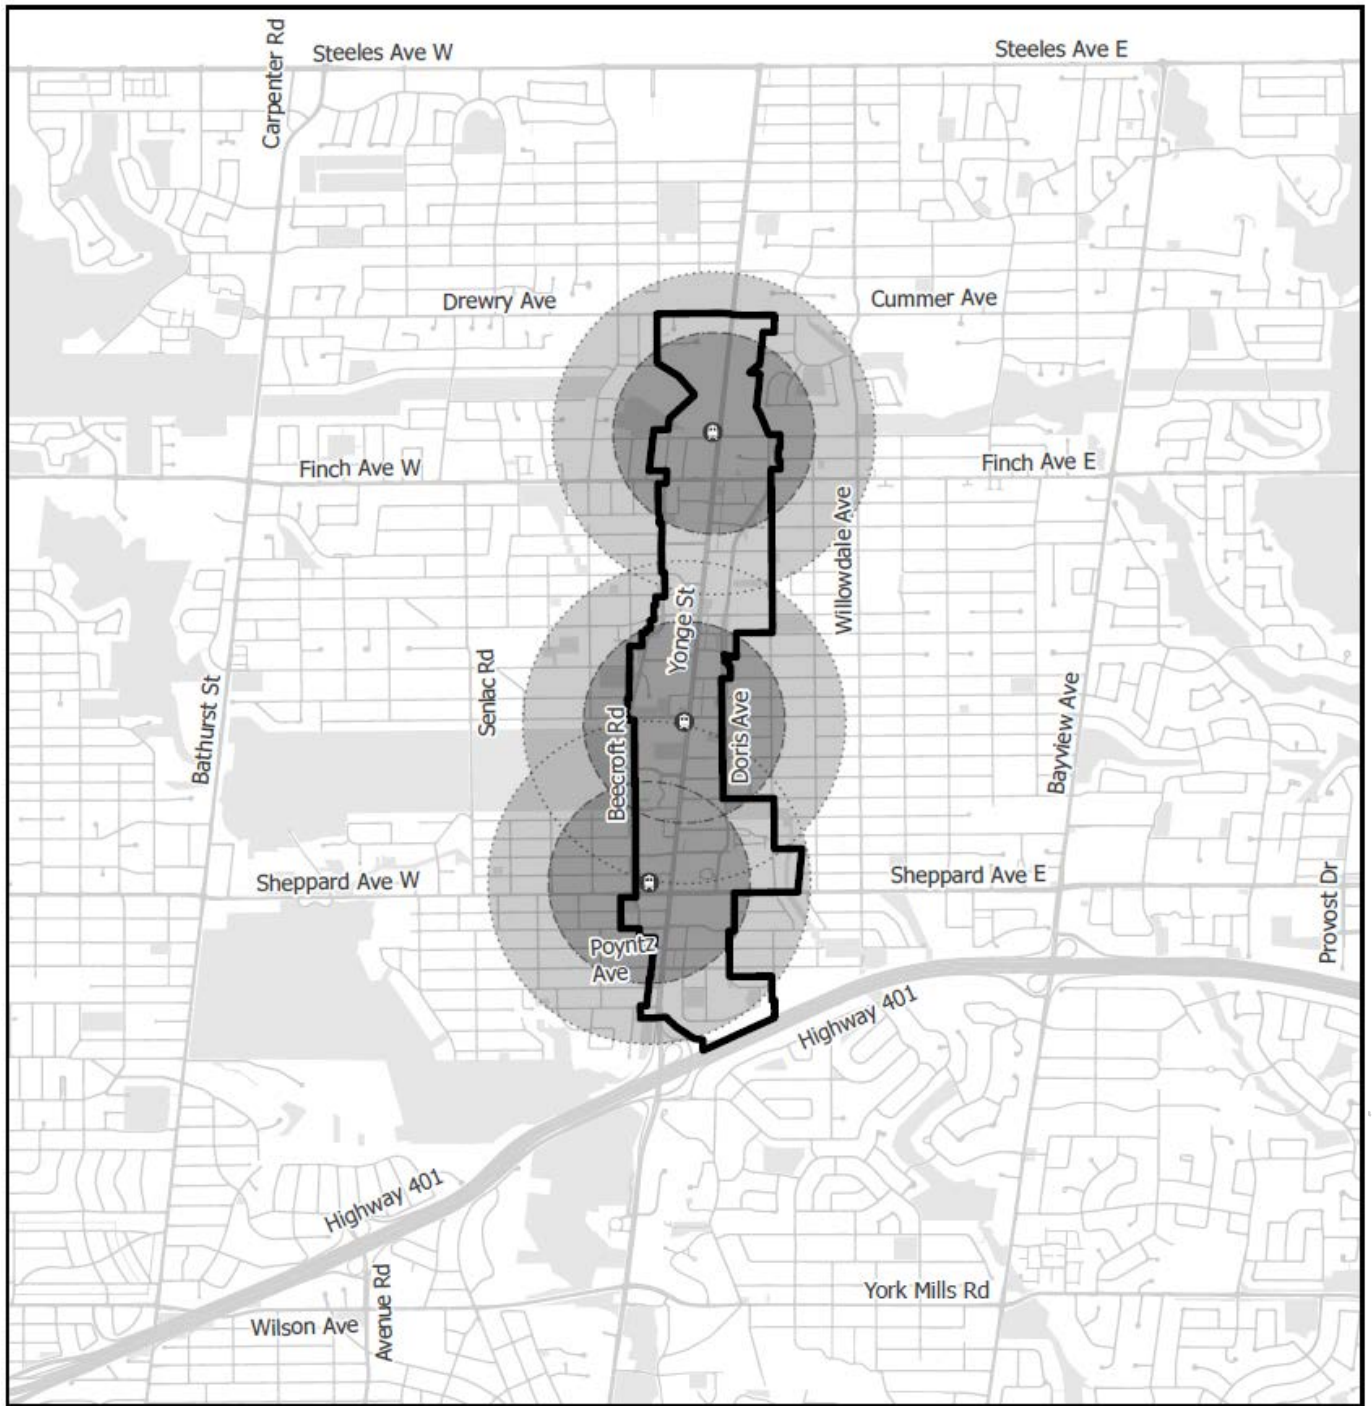 Steeles Ave W
Steeles Ave E
Carpenter Rd
Drewry Ave
Cummer Ave
Finch Ave W
Finch Ave E
Willowdale Ave
Yonge St
Senlac Rd
Bathurst St
Beecroft Rd
Doris Ave
Bayview Ave
Sheppard Ave W
Sheppard Ave E
Provost Dr
Poyntz
Ave
Highway 401
Highway 401
York Mills Rd
Wilson Ave
Avenue Rd